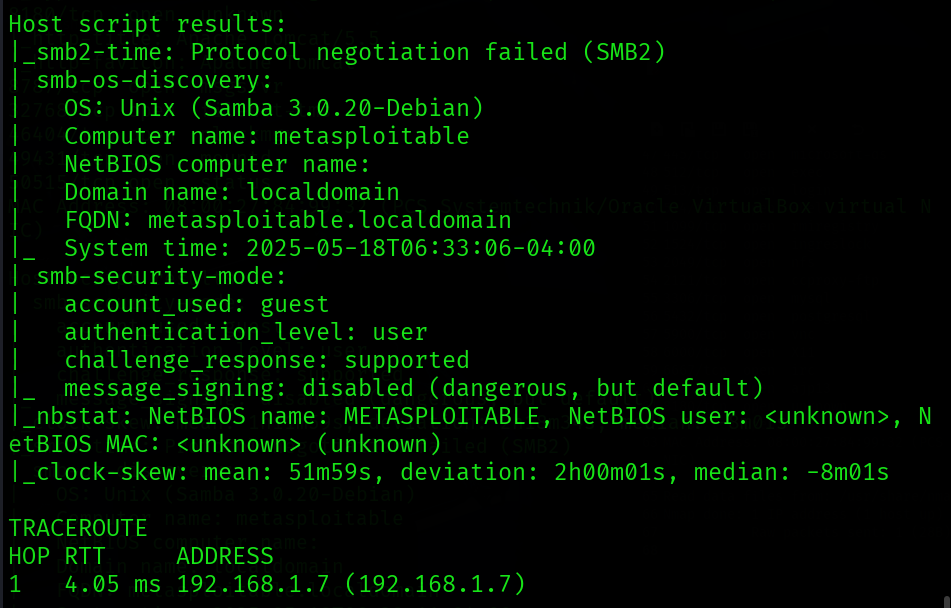 Host script results:
|_smb2-time: Protocol negotiation failed (SMB2)
| smb-os-discovery:
|   OS: Unix (Samba 3.0.20-Debian)
|   Computer name: metasploitable
|   NetBIOS computer name:
|   Domain name: localdomain
|   FQDN: metasploitable.localdomain
|_  System time: 2025-05-18T06:33:06-04:00
| smb-security-mode:
|   account_used: guest
|   authentication_level: user
|   challenge_response: supported
|_  message_signing: disabled (dangerous, but default)
|_nbstat: NetBIOS name: METASPLOITABLE, NetBIOS user: <unknown>, N
etBIOS MAC: <unknown> (unknown)
|_clock-skew: mean: 51m59s, deviation: 2h00m01s, median: -8m01s

TRACEROUTE
HOP RTT     ADDRESS
1   4.05 ms 192.168.1.7 (192.168.1.7)